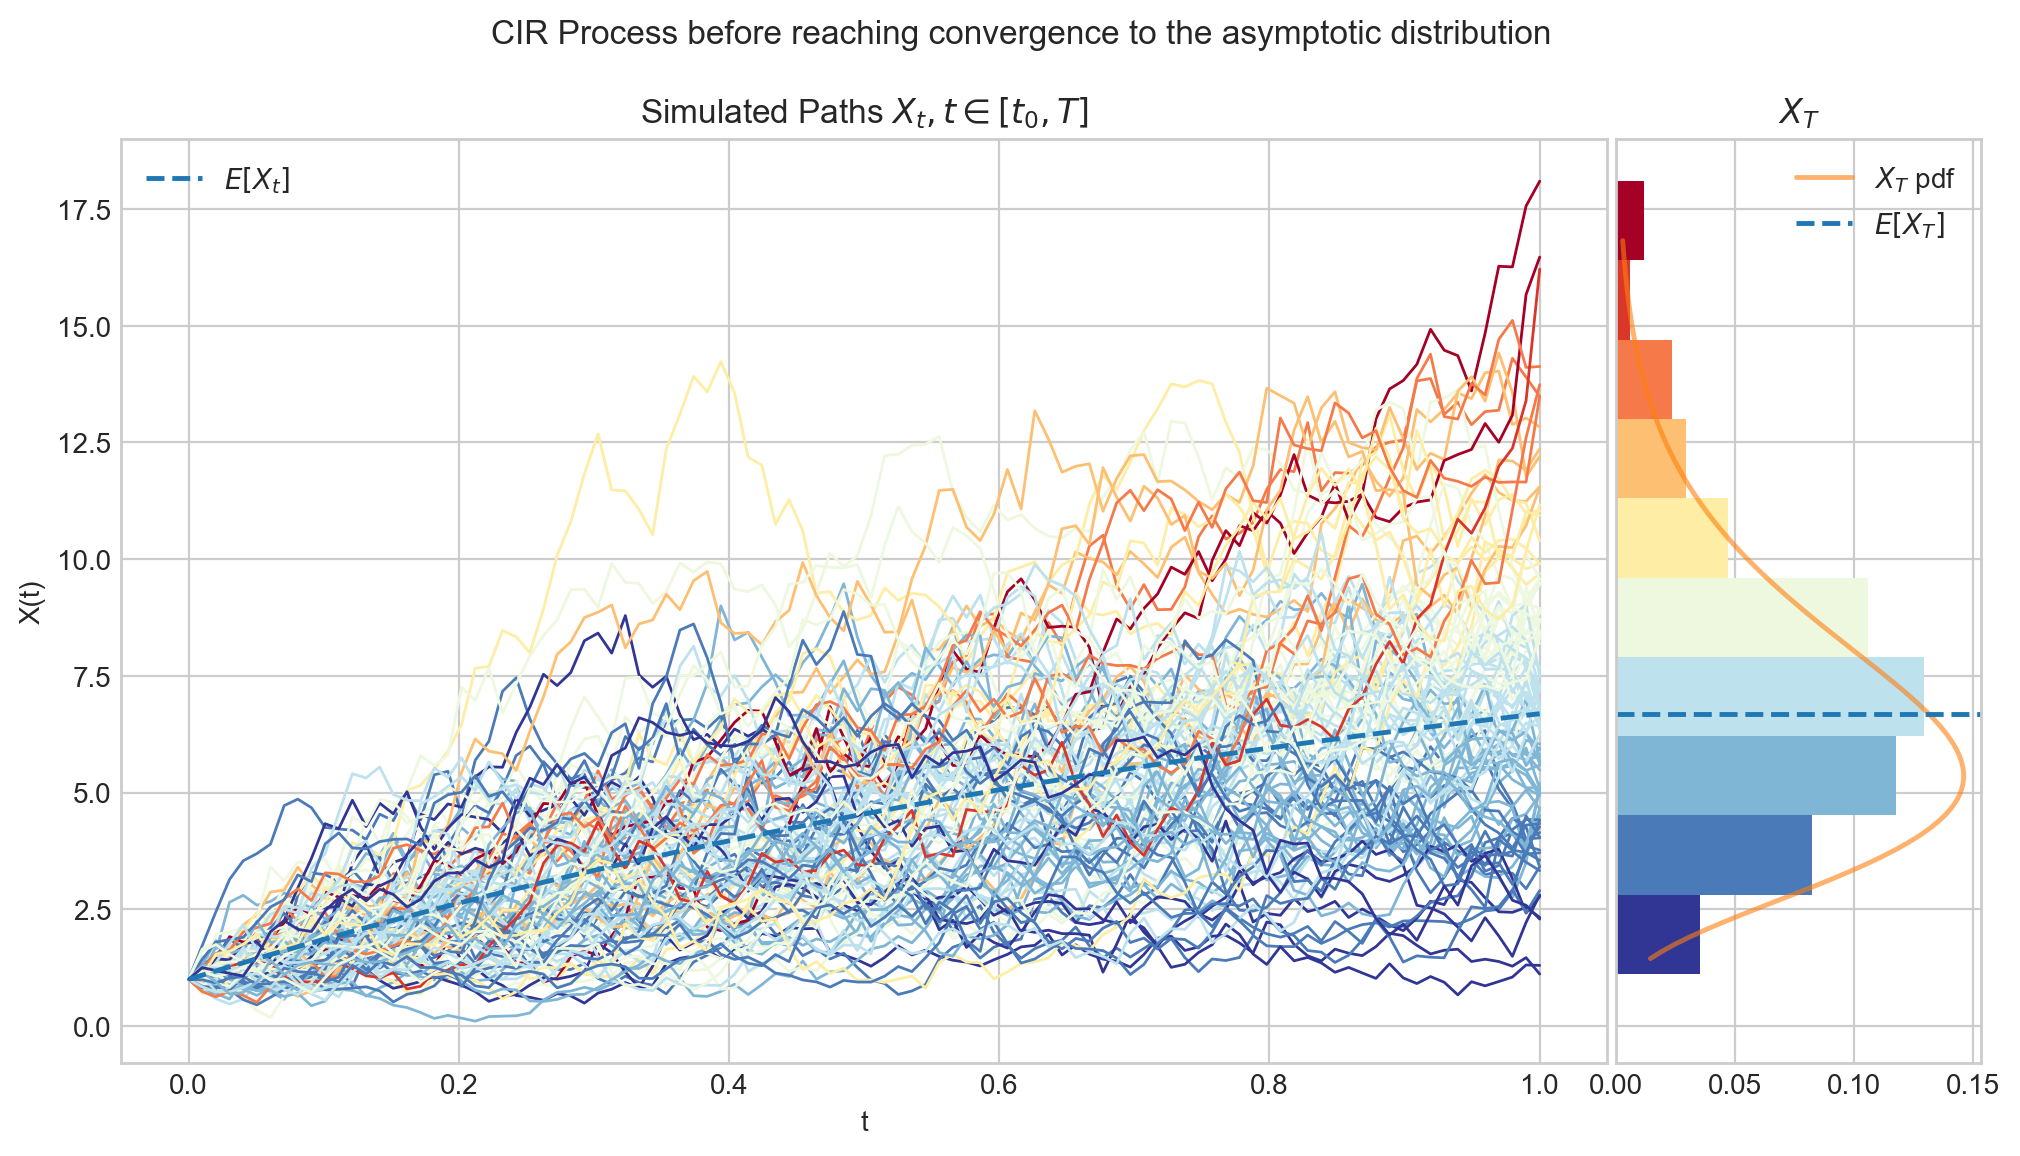 CIR Process before reaching convergence to the asymptotic distribution
Simulated Paths $X_t, t \in [t_0, T]$
$X_T$
$E[X_t]$
$X_T$ pdf
$E[X_T]$
17.5
15.0
12.5
10.0
7.5
5.0
2.5
0.0
X(t)
0.0 0.2 0.4 0.6 0.8 1.0
0.00 0.05 0.10 0.15
t